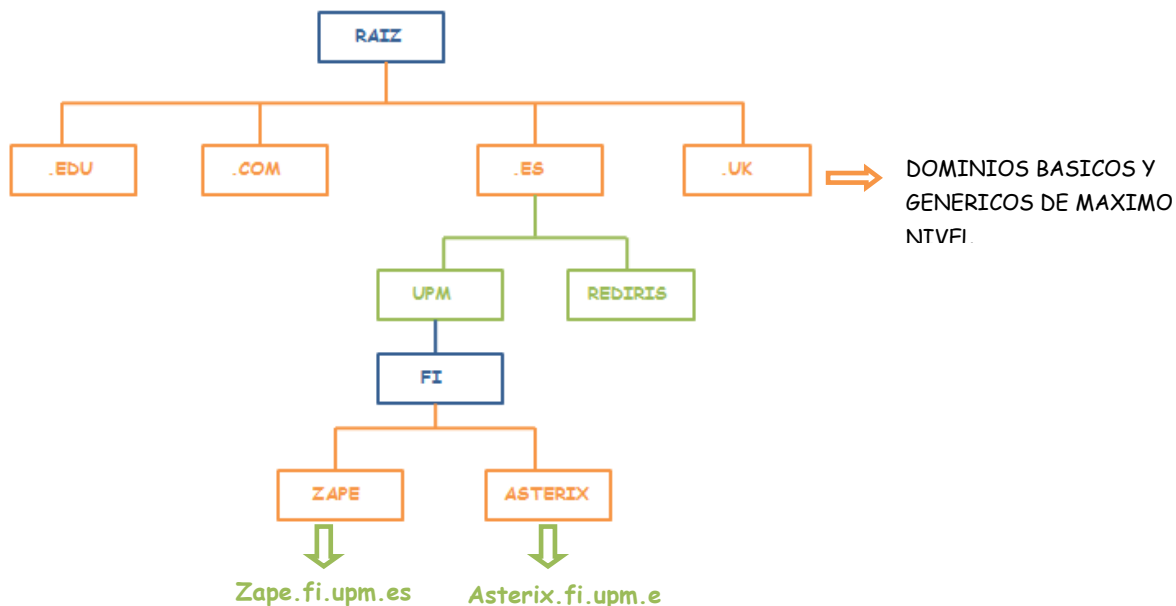 RAIZ
.EDU
.COM
.ES
.UK
DOMINIOS BASICOS Y
GENERICOS DE MAXIMO
NIVEL.
UPM
REDIRIS
FI
ZAPE
ASTERIX
Zape.fi.upm.es
Asterix.fi.upm.e